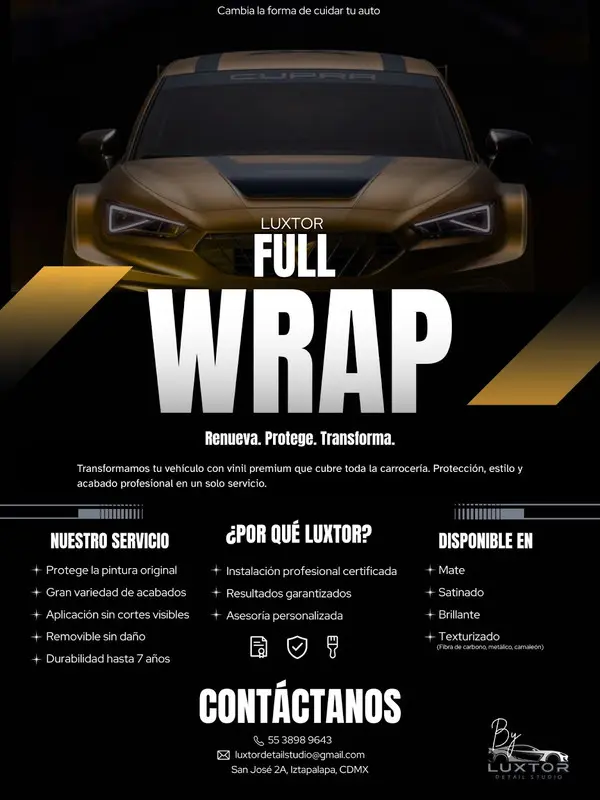 Cambia la forma de cuidar tu auto
CUPRA
LUXTOR
FULL
WRAP
Renueva. Protege. Transforma.
Transformamos tu vehículo con vinil premium que cubre toda la carrocería. Protección, estilo y
acabado profesional en un solo servicio.
NUESTRO SERVICIO
Protege la pintura original
Gran variedad de acabados
Aplicación sin cortes visibles
Removible sin daño
Durabilidad hasta 7 años
¿POR QUÉ LUXTOR?
Instalación profesional certificada
Resultados garantizados
Asesoría personalizada
DISPONIBLE EN
Mate
Satinado
Brillante
Texturizado
(Fibra de carbono, metálico, camaleón)
CONTÁCTANOS
55 3898 9643
luxtordetailstudio@gmail.com
San José 2A, Iztapalapa, CDMX
By
LUXTOR
DETAIL STUDIO